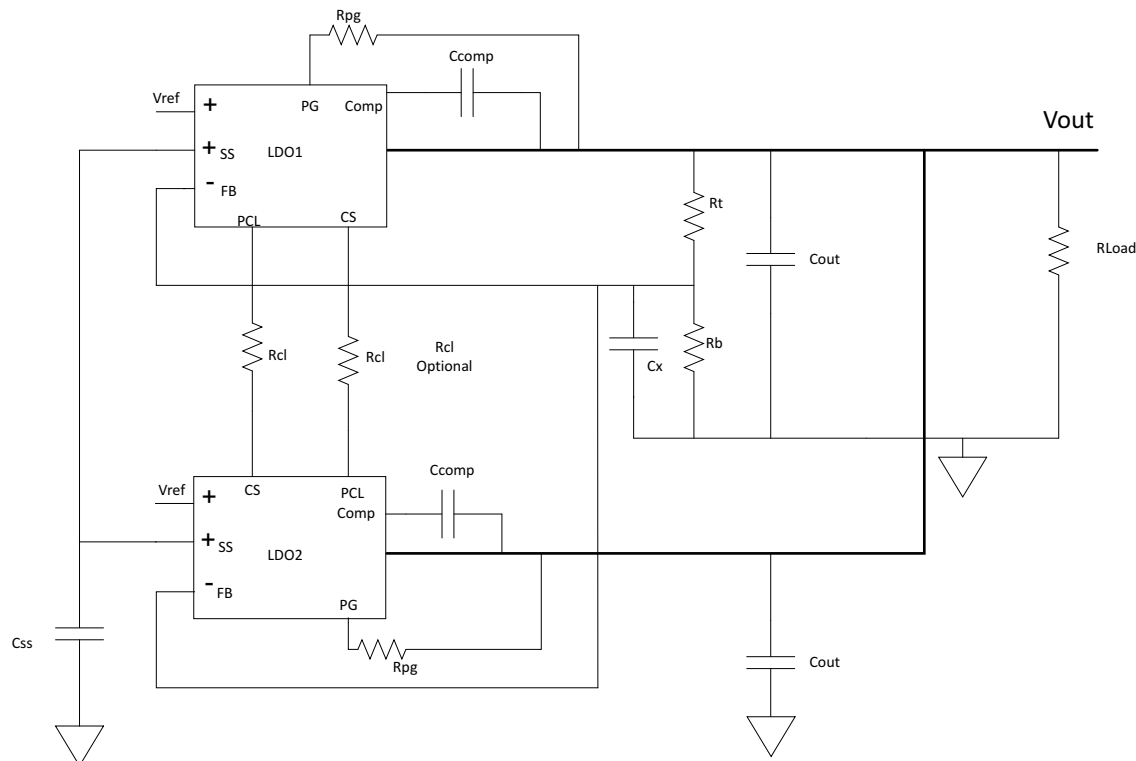 Rpg
Ccomp
Vref
+
PG
Comp
Vout
+
SS
LDO1
-
FB
PCL
CS
Rt
Cout
RLoad
Rcl
Rcl
Rcl
Optional
Cx
Rb
Ccomp
Vref
+
CS
PCL
Comp
+
SS
LDO2
-
FB
PG
Css
Rpg
Cout